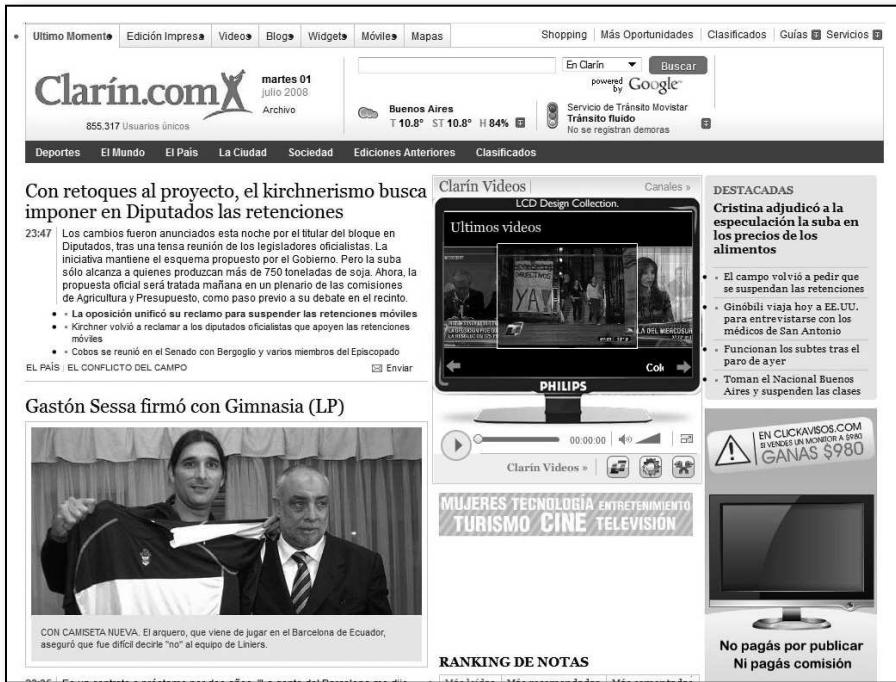 Ultimo Momento Edición Impresa Videos Blogs Widgets Móviles Mapas
Shopping Más Oportunidades Clasificados Guías Servicios
Clarín.com
855.317 Usuarios únicos
martes 01
julio 2008
Archivo
En Clarín Buscar
powered by Google
Buenos Aires
T 10.8° ST 10.8° H 84%
Servicio de Tránsito Movistar
Tránsito fluido
No se registran demoras
Deportes El Mundo El País La Ciudad Sociedad Ediciones Anteriores Clasificados
Con retoques al proyecto, el kirchnerismo busca
imponer en Diputados las retenciones
23:47 Los cambios fueron anunciados esta noche por el titular del bloque en
Diputados, tras una tensa reunión de los legisladores oficialistas. La
iniciativa mantiene el esquema propuesto por el Gobierno. Pero la suba
sólo alcanza a quienes produzcan más de 750 toneladas de soja. Ahora, la
propuesta oficial será tratada mañana en un plenario de las comisiones
de Agricultura y Presupuesto, como paso previo a su debate en el recinto.
La oposición unificó su reclamo para suspender las retenciones móviles
Kirchner volvió a reclamar a los diputados oficialistas que apoyen las retenciones
móviles
Cobos se reunió en el Senado con Bergoglio y varios miembros del Episcopado
EL PAÍS | EL CONFLICTO DEL CAMPO Enviar
Gastón Sessa firmó con Gimnasia (LP)
CON CAMISETA NUEVA. El arquero, que viene de jugar en el Barcelona de Ecuador,
aseguró que fue difícil decirle "no" al equipo de Liniers.
Clarín Videos Canales »
LCD Design Collection.
Ultimos videos
YA!
Col
PHILIPS
00:00:00
Clarín Videos »
MUJERES TECNOLOGÍA ENTRETENIMIENTO
TURISMO CINE TELEVISIÓN
RANKING DE NOTAS
Más leídas Más recomendadas Más comentadas
DESTACADAS
Cristina adjudicó a la
especulación la suba en
los precios de los
alimentos
El campo volvió a pedir que
se suspendan las retenciones
Ginóbili viaja hoy a EE.UU.
para entrevistarse con los
médicos de San Antonio
Funcionan los subtes tras el
paro de ayer
Toman el Nacional Buenos
Aires y suspenden las clases
EN CLICKAVISOS.COM
SI VENDES UN MONITOR A $980
GANAS $980
No pagás por publicar
Ni pagás comisión